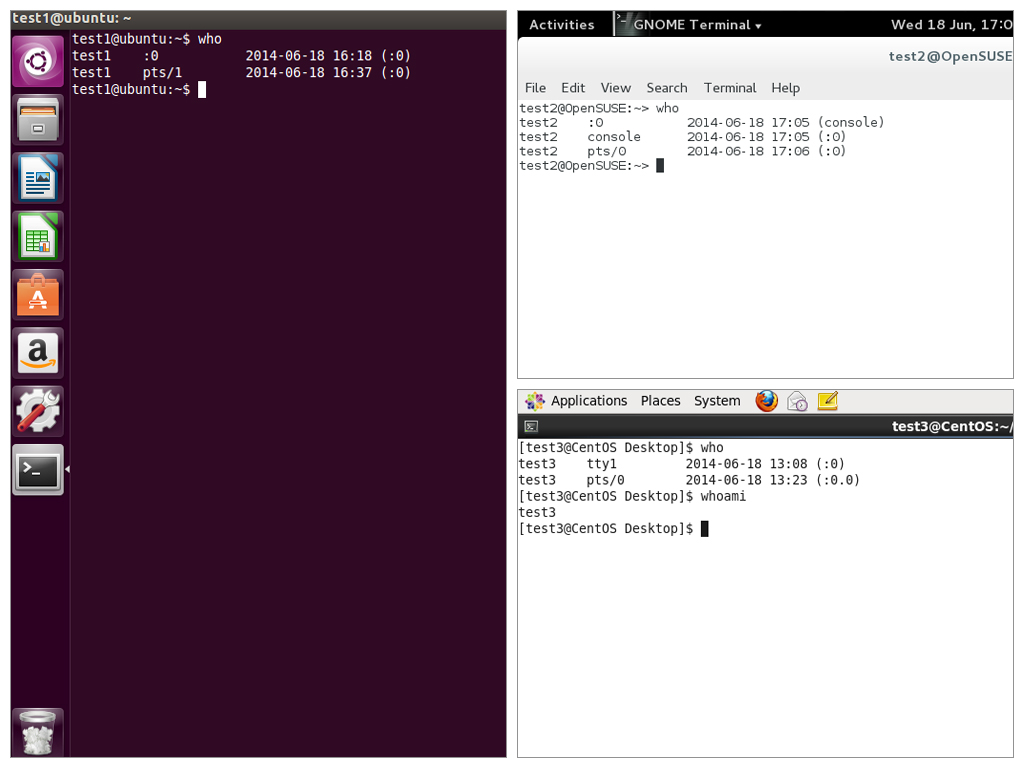 test1@ubuntu: ~
test1@ubuntu:~$ who
test1    :0           2014-06-18 16:18 (:0)
test1    pts/1        2014-06-18 16:37 (:0)
test1@ubuntu:~$
a
Activities GNOME Terminal Wed 18 Jun, 17:0
test2@OpenSUSE
File Edit View Search Terminal Help
test2@OpenSUSE:~> who
test2    :0           2014-06-18 17:05 (console)
test2    console      2014-06-18 17:05 (:0)
test2    pts/0        2014-06-18 17:06 (:0)
test2@OpenSUSE:~>
Applications Places System
test3@CentOS:~/
[test3@CentOS Desktop]$ who
test3    tty1         2014-06-18 13:08 (:0)
test3    pts/0        2014-06-18 13:23 (:0.0)
[test3@CentOS Desktop]$ whoami
test3
[test3@CentOS Desktop]$